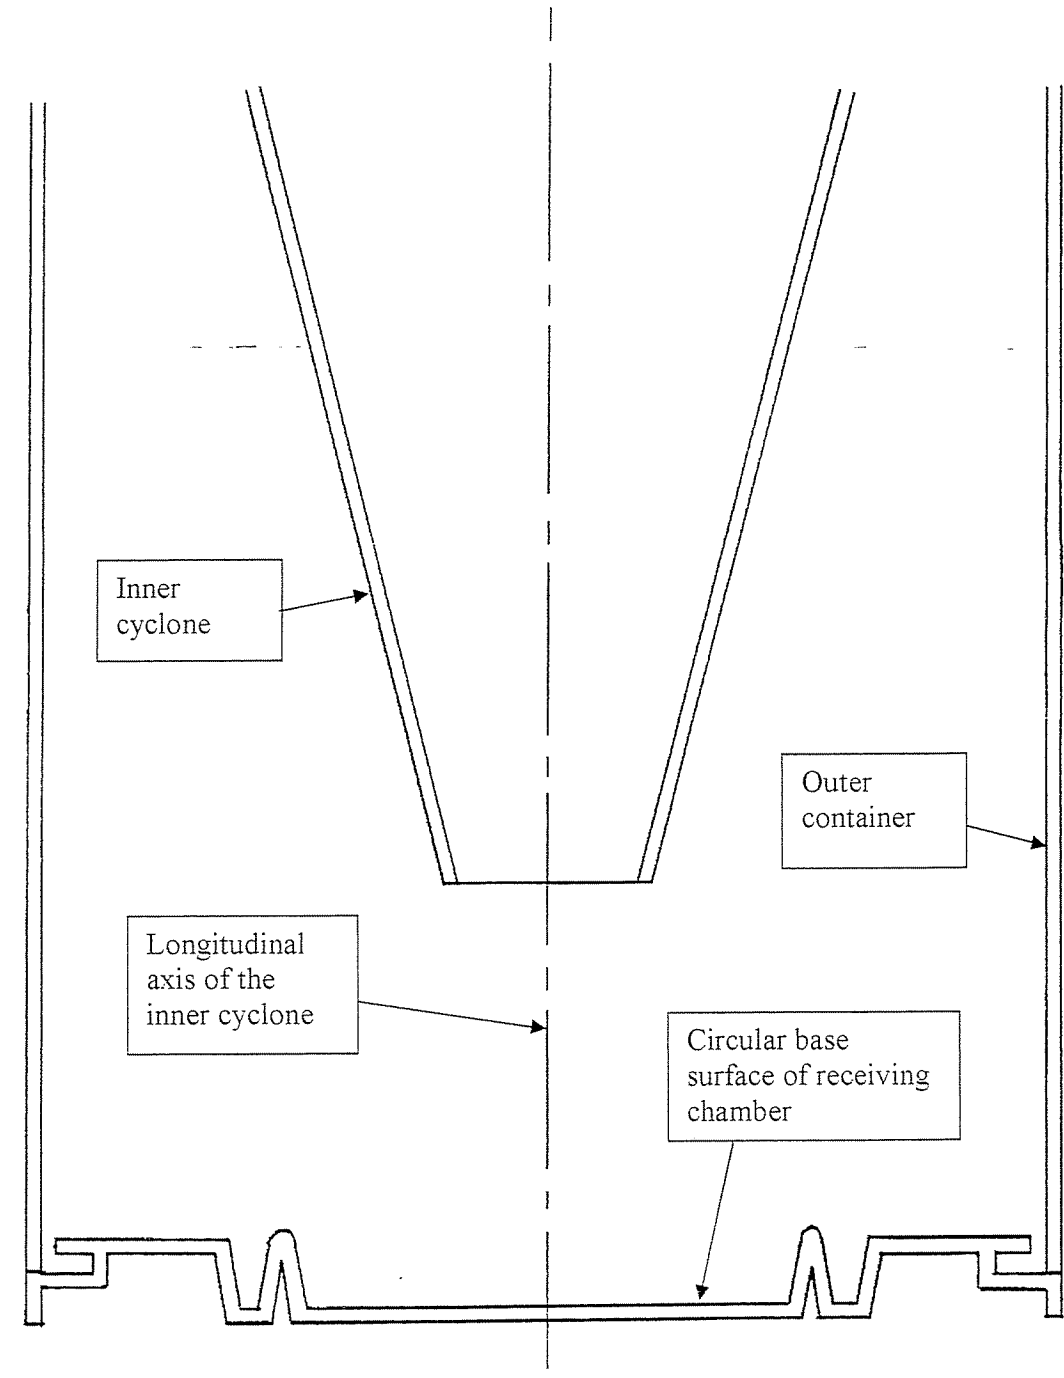 Inner
cyclone
Outer
container
Longitudinal
axis of the
inner cyclone
Circular base
surface of receiving
chamber